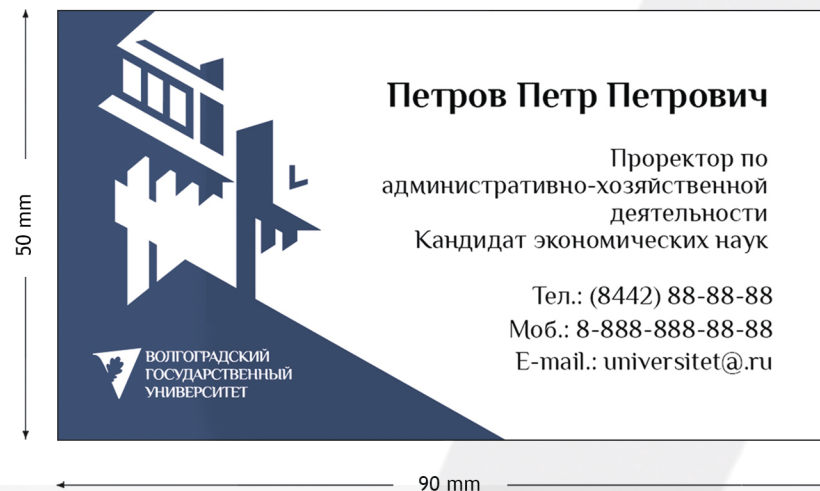 Петров Петр Петрович
Проректор по
административно-хозяйственной
деятельности
Кандидат экономических наук
Тел.: (8442) 88-88-88
Моб.: 8-888-888-88-88
E-mail.: universitet@.ru
ВОЛГОГРАДСКИЙ
ГОСУДАРСТВЕННЫЙ
УНИВЕРСИТЕТ
50 mm
90 mm